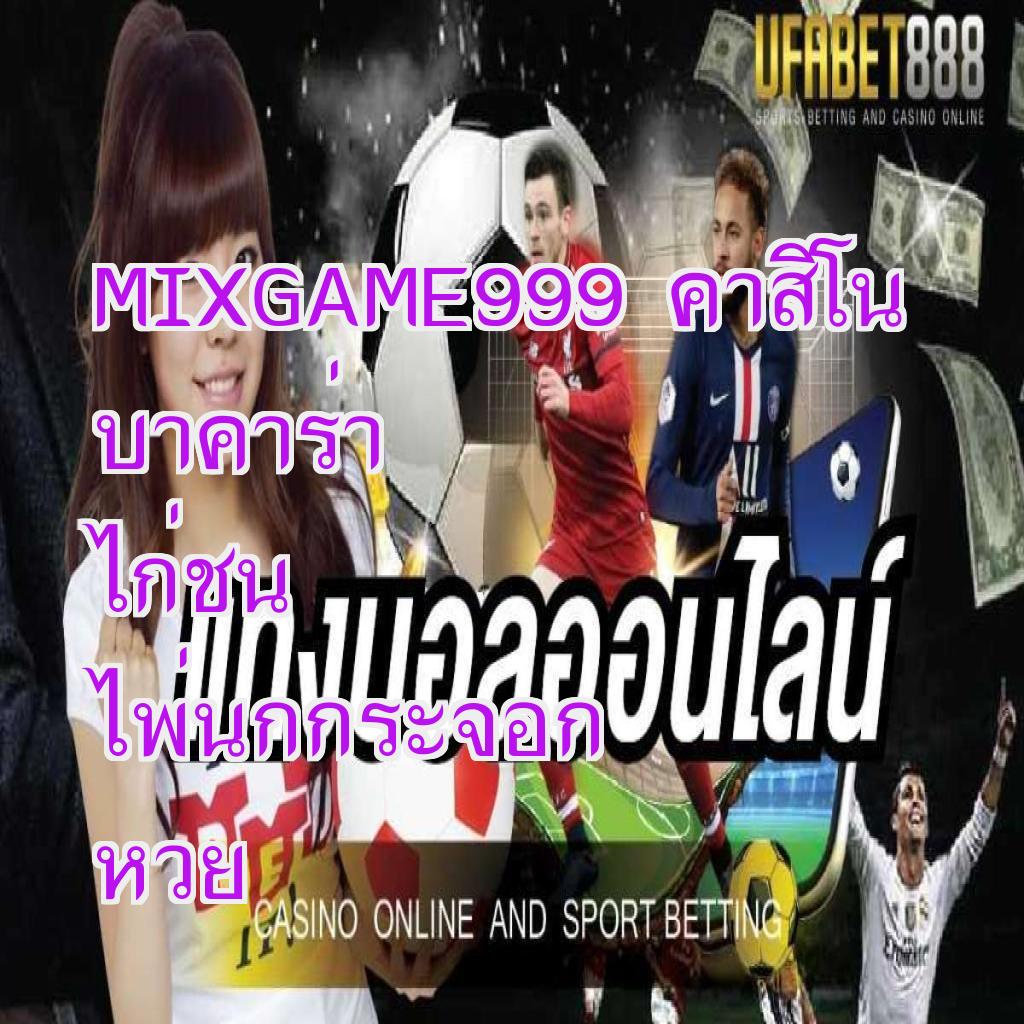 UFABET888
SPORTS BETTING AND CASINO ONLINE
MIXGAME999 คาสิโน
บาคาร่า
ไก่ชน
แทงบอลออนไลน์
ไพ่นกกระจอก
หวย
CASINO ONLINE AND SPORT BETTING